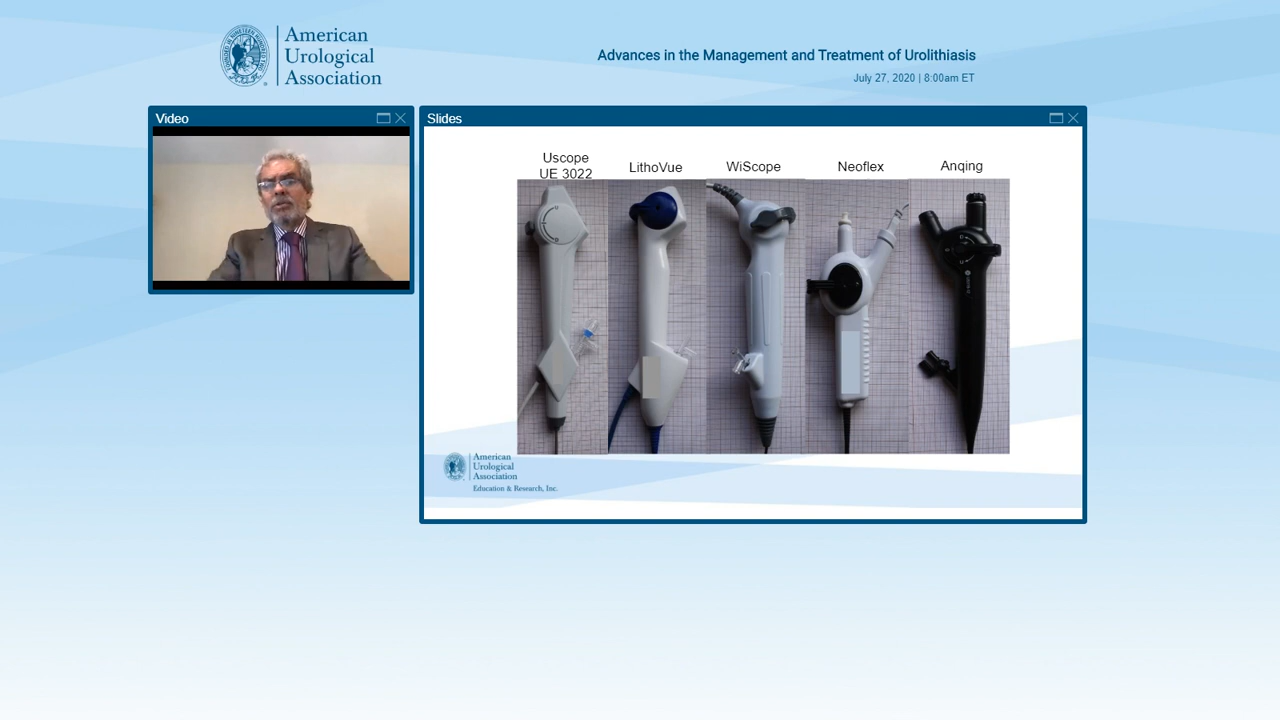 American
Urological
Association
Advances in the Management and Treatment of Urolithiasis
July 27, 2020 | 8:00am ET
Video
Slides
Uscope
UE 3022
LithoVue
WiScope
Neoflex
Anqing
American
Urological
Association
Education & Research, Inc.